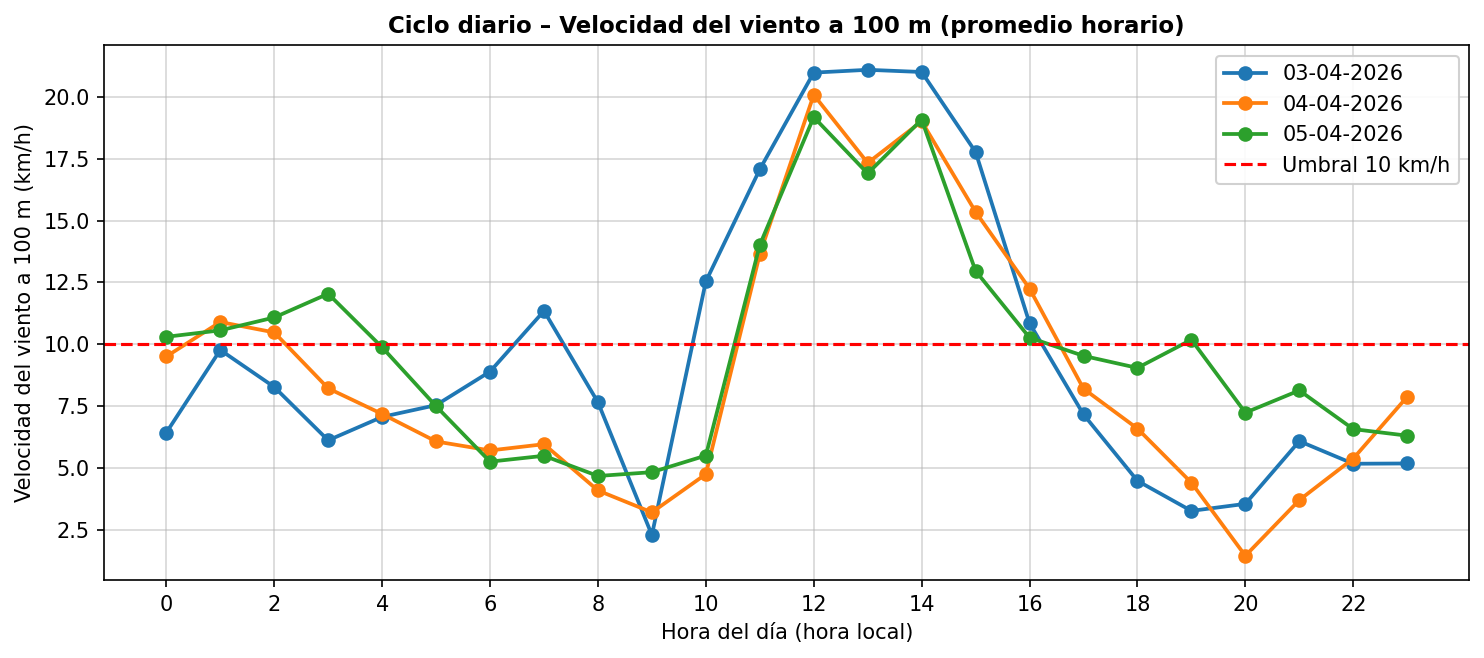 Ciclo diario – Velocidad del viento a 100 m (promedio horario)
Velocidad del viento a 100 m (km/h)
20.0
17.5
15.0
12.5
10.0
7.5
5.0
2.5
03-04-2026
04-04-2026
05-04-2026
Umbral 10 km/h
0 2 4 6 8 10 12 14 16 18 20 22
Hora del día (hora local)